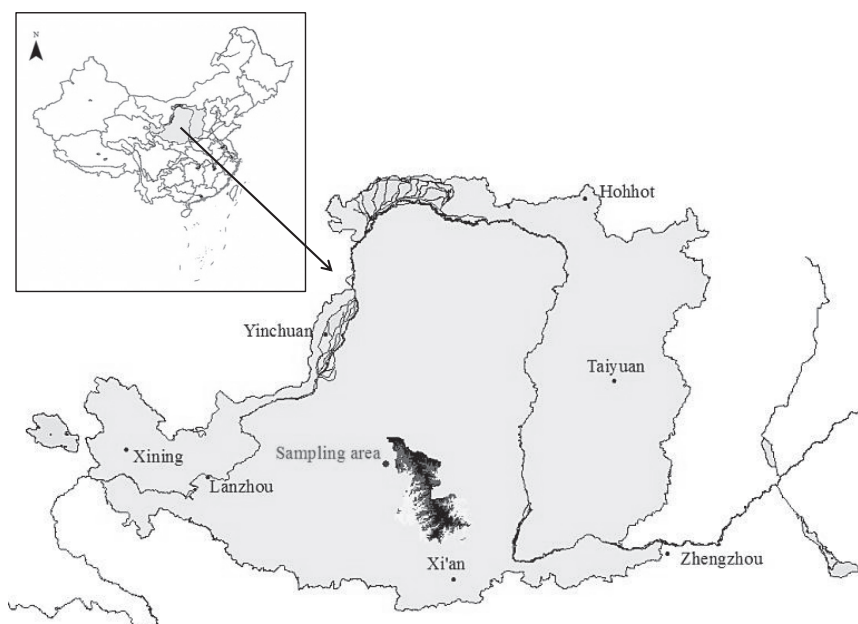 N
Hohhot
Yinchuan
Taiyuan
Sampling area
Xining
Lanzhou
Xi'an
Zhengzhou